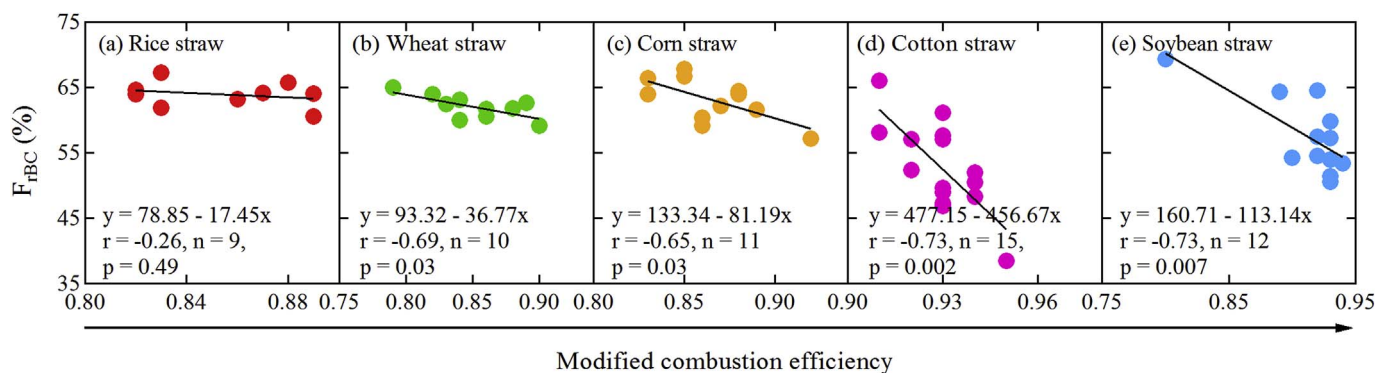 75
65
55
45
35
F_rBC (%)
(a) Rice straw
y = 78.85 - 17.45x
r = -0.26, n = 9,
p = 0.49
(b) Wheat straw
y = 93.32 - 36.77x
r = -0.69, n = 10
p = 0.03
(c) Corn straw
y = 133.34 - 81.19x
r = -0.65, n = 11
p = 0.03
(d) Cotton straw
y = 477.15 - 456.67x
r = -0.73, n = 15,
p = 0.002
(e) Soybean straw
y = 160.71 - 113.14x
r = -0.73, n = 12
p = 0.007
0.80 0.84 0.88 0.75 0.79 0.85 0.90 0.80 0.85 0.90 0.90 0.93 0.96 0.75 0.85 0.95
Modified combustion efficiency